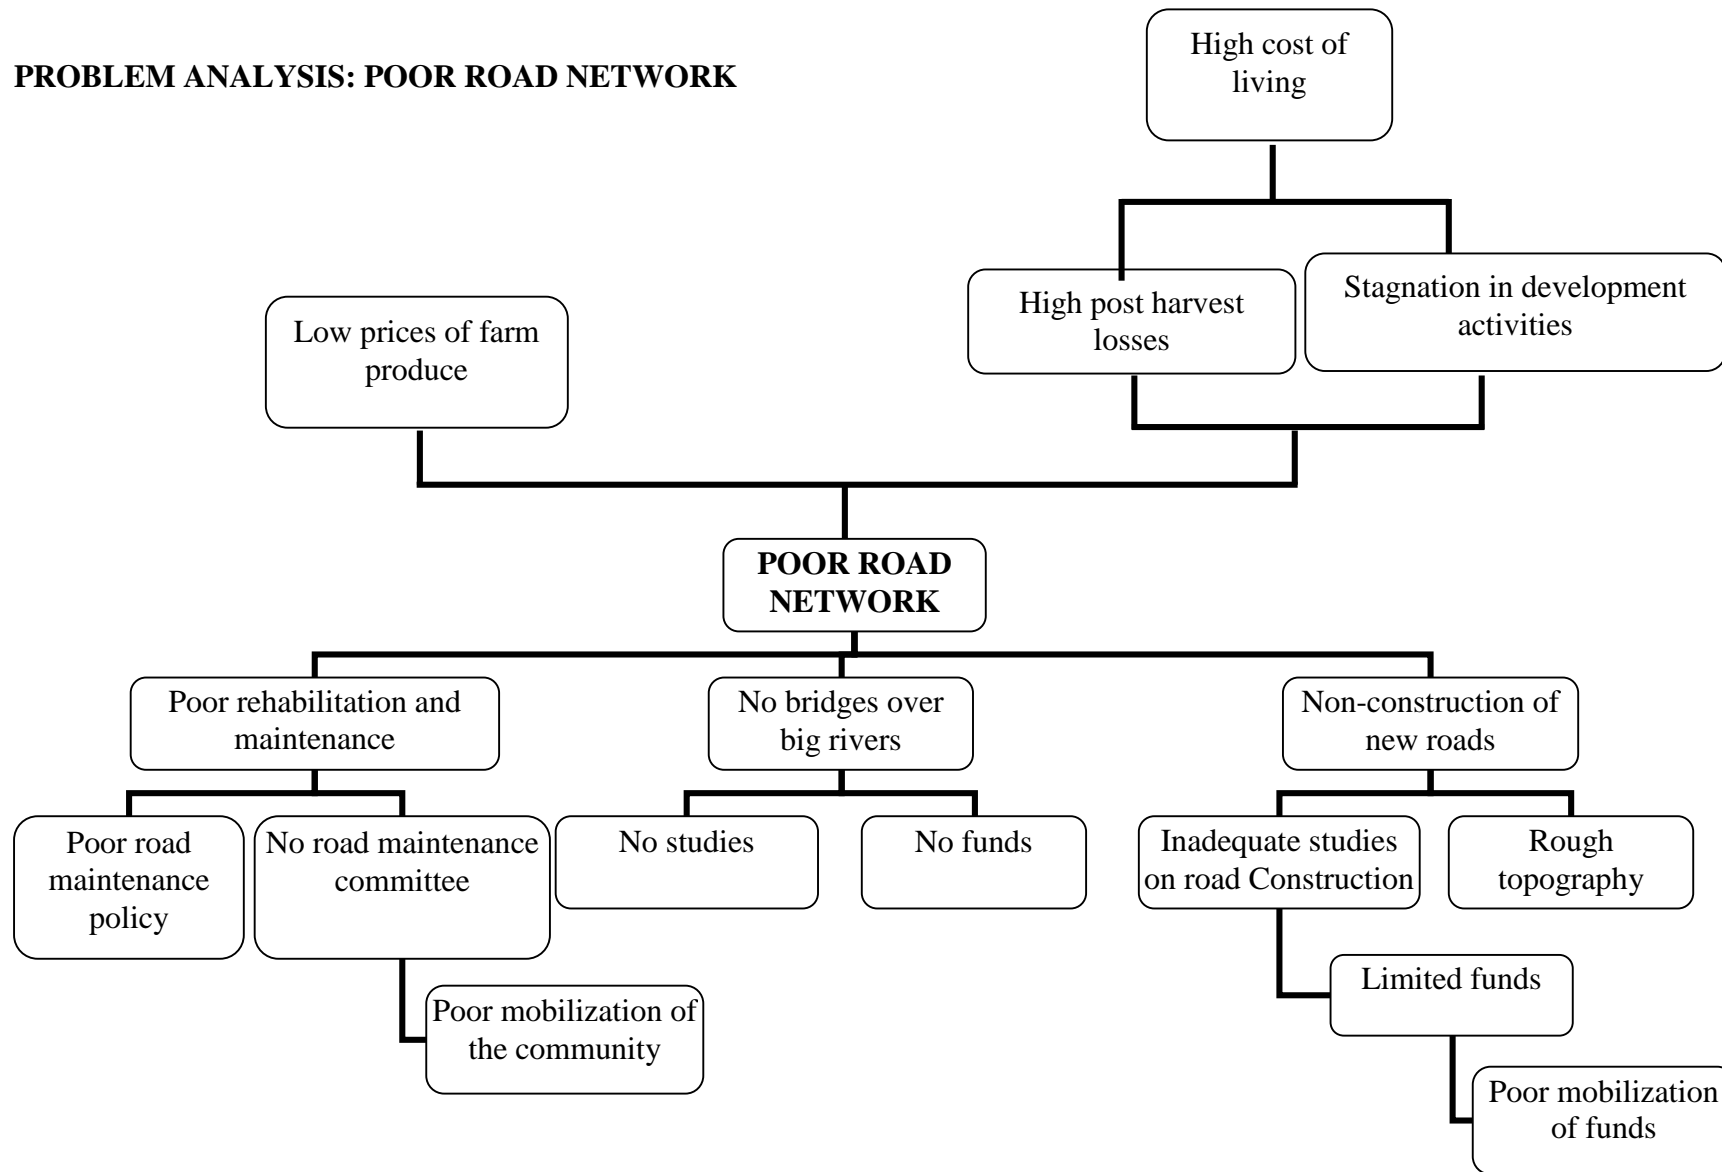 PROBLEM ANALYSIS: POOR ROAD NETWORK
High cost of
living
High post harvest
losses
Stagnation in development
activities
Low prices of farm
produce
POOR ROAD
NETWORK
Poor rehabilitation and
maintenance
No bridges over
big rivers
Non-construction of
new roads
Poor road
maintenance
policy
No road maintenance
committee
No studies
No funds
Inadequate studies
on road Construction
Rough
topography
Poor mobilization of
the community
Limited funds
Poor mobilization
of funds